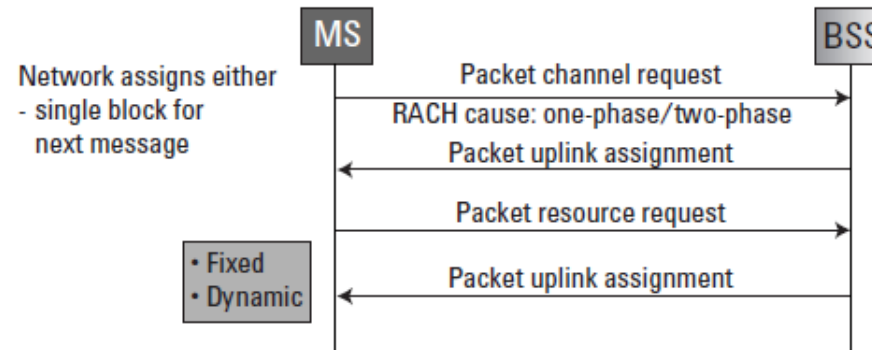 MS
BSS
Network assigns either
- single block for
next message
Packet channel request
RACH cause: one-phase/two-phase
Packet uplink assignment
Packet resource request
• Fixed
• Dynamic
Packet uplink assignment